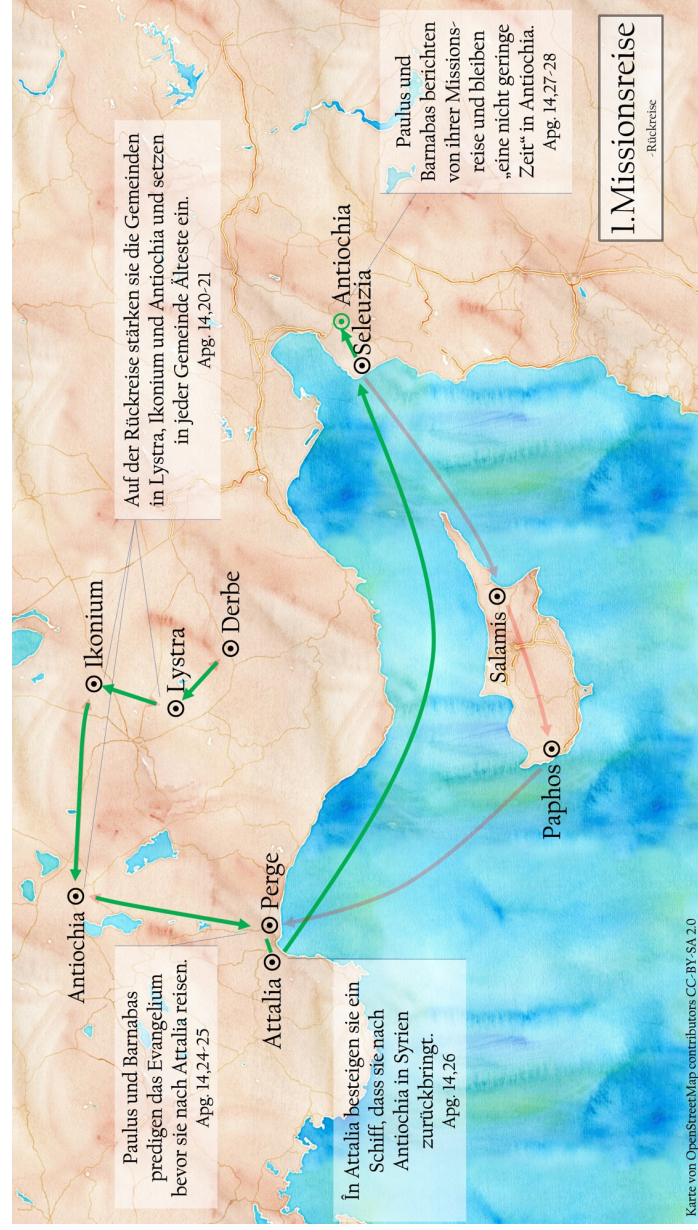 Auf der Rückreise stärken sie die Gemeinden
in Lystra, Ikonium und Antiochia und setzen
in jeder Gemeinde Älteste ein.
Apg. 14,20-21
Antiochia
Ikonium
Lystra
Derbe
Paulus und Barnabas
predigen das Evangelium
bevor sie nach Attalia reisen.
Apg. 14,24-25
Perge
Attalia
În Attalia besteigen sie ein
Schiff, dass sie nach
Antiochia in Syrien
zurückbringt.
Apg. 14,26
Antiochia
Seleuzia
Salamis
Paphos
Paulus und
Barnabas berichten
von ihrer Missions-
reise und bleiben
„eine nicht geringe
Zeit“ in Antiochia.
Apg. 14,27-28
1.Missionsreise
-Rückreise
Karte von OpenStreetMap contributors CC-BY-SA 2.0